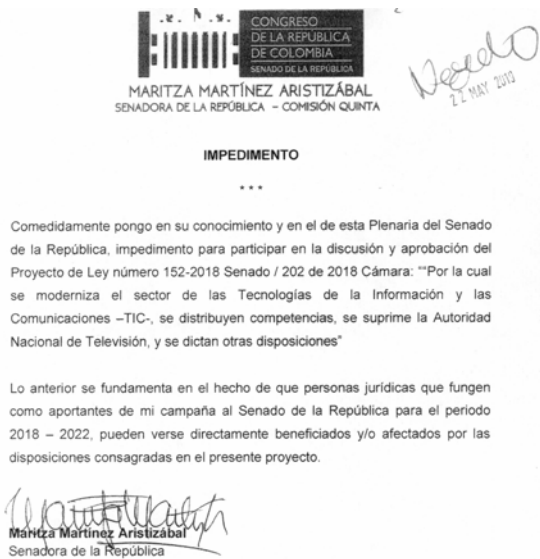 CONGRESO
DE LA REPÚBLICA
DE COLOMBIA
SENADO DE LA REPÚBLICA
MARITZA MARTÍNEZ ARISTIZÁBAL
SENADORA DE LA REPÚBLICA – COMISIÓN QUINTA
Negado
22 MAY 2019
IMPEDIMENTO
* * *
Comedidamente pongo en su conocimiento y en el de esta Plenaria del Senado
de la República, impedimento para participar en la discusión y aprobación del
Proyecto de Ley número 152-2018 Senado / 202 de 2018 Cámara: ""Por la cual
se moderniza el sector de las Tecnologías de la Información y las
Comunicaciones –TIC-, se distribuyen competencias, se suprime la Autoridad
Nacional de Televisión, y se dictan otras disposiciones"
Lo anterior se fundamenta en el hecho de que personas jurídicas que fungen
como aportantes de mi campaña al Senado de la República para el periodo
2018 – 2022, pueden verse directamente beneficiados y/o afectados por las
disposiciones consagradas en el presente proyecto.
Maritza Martínez Aristizábal
Senadora de la República